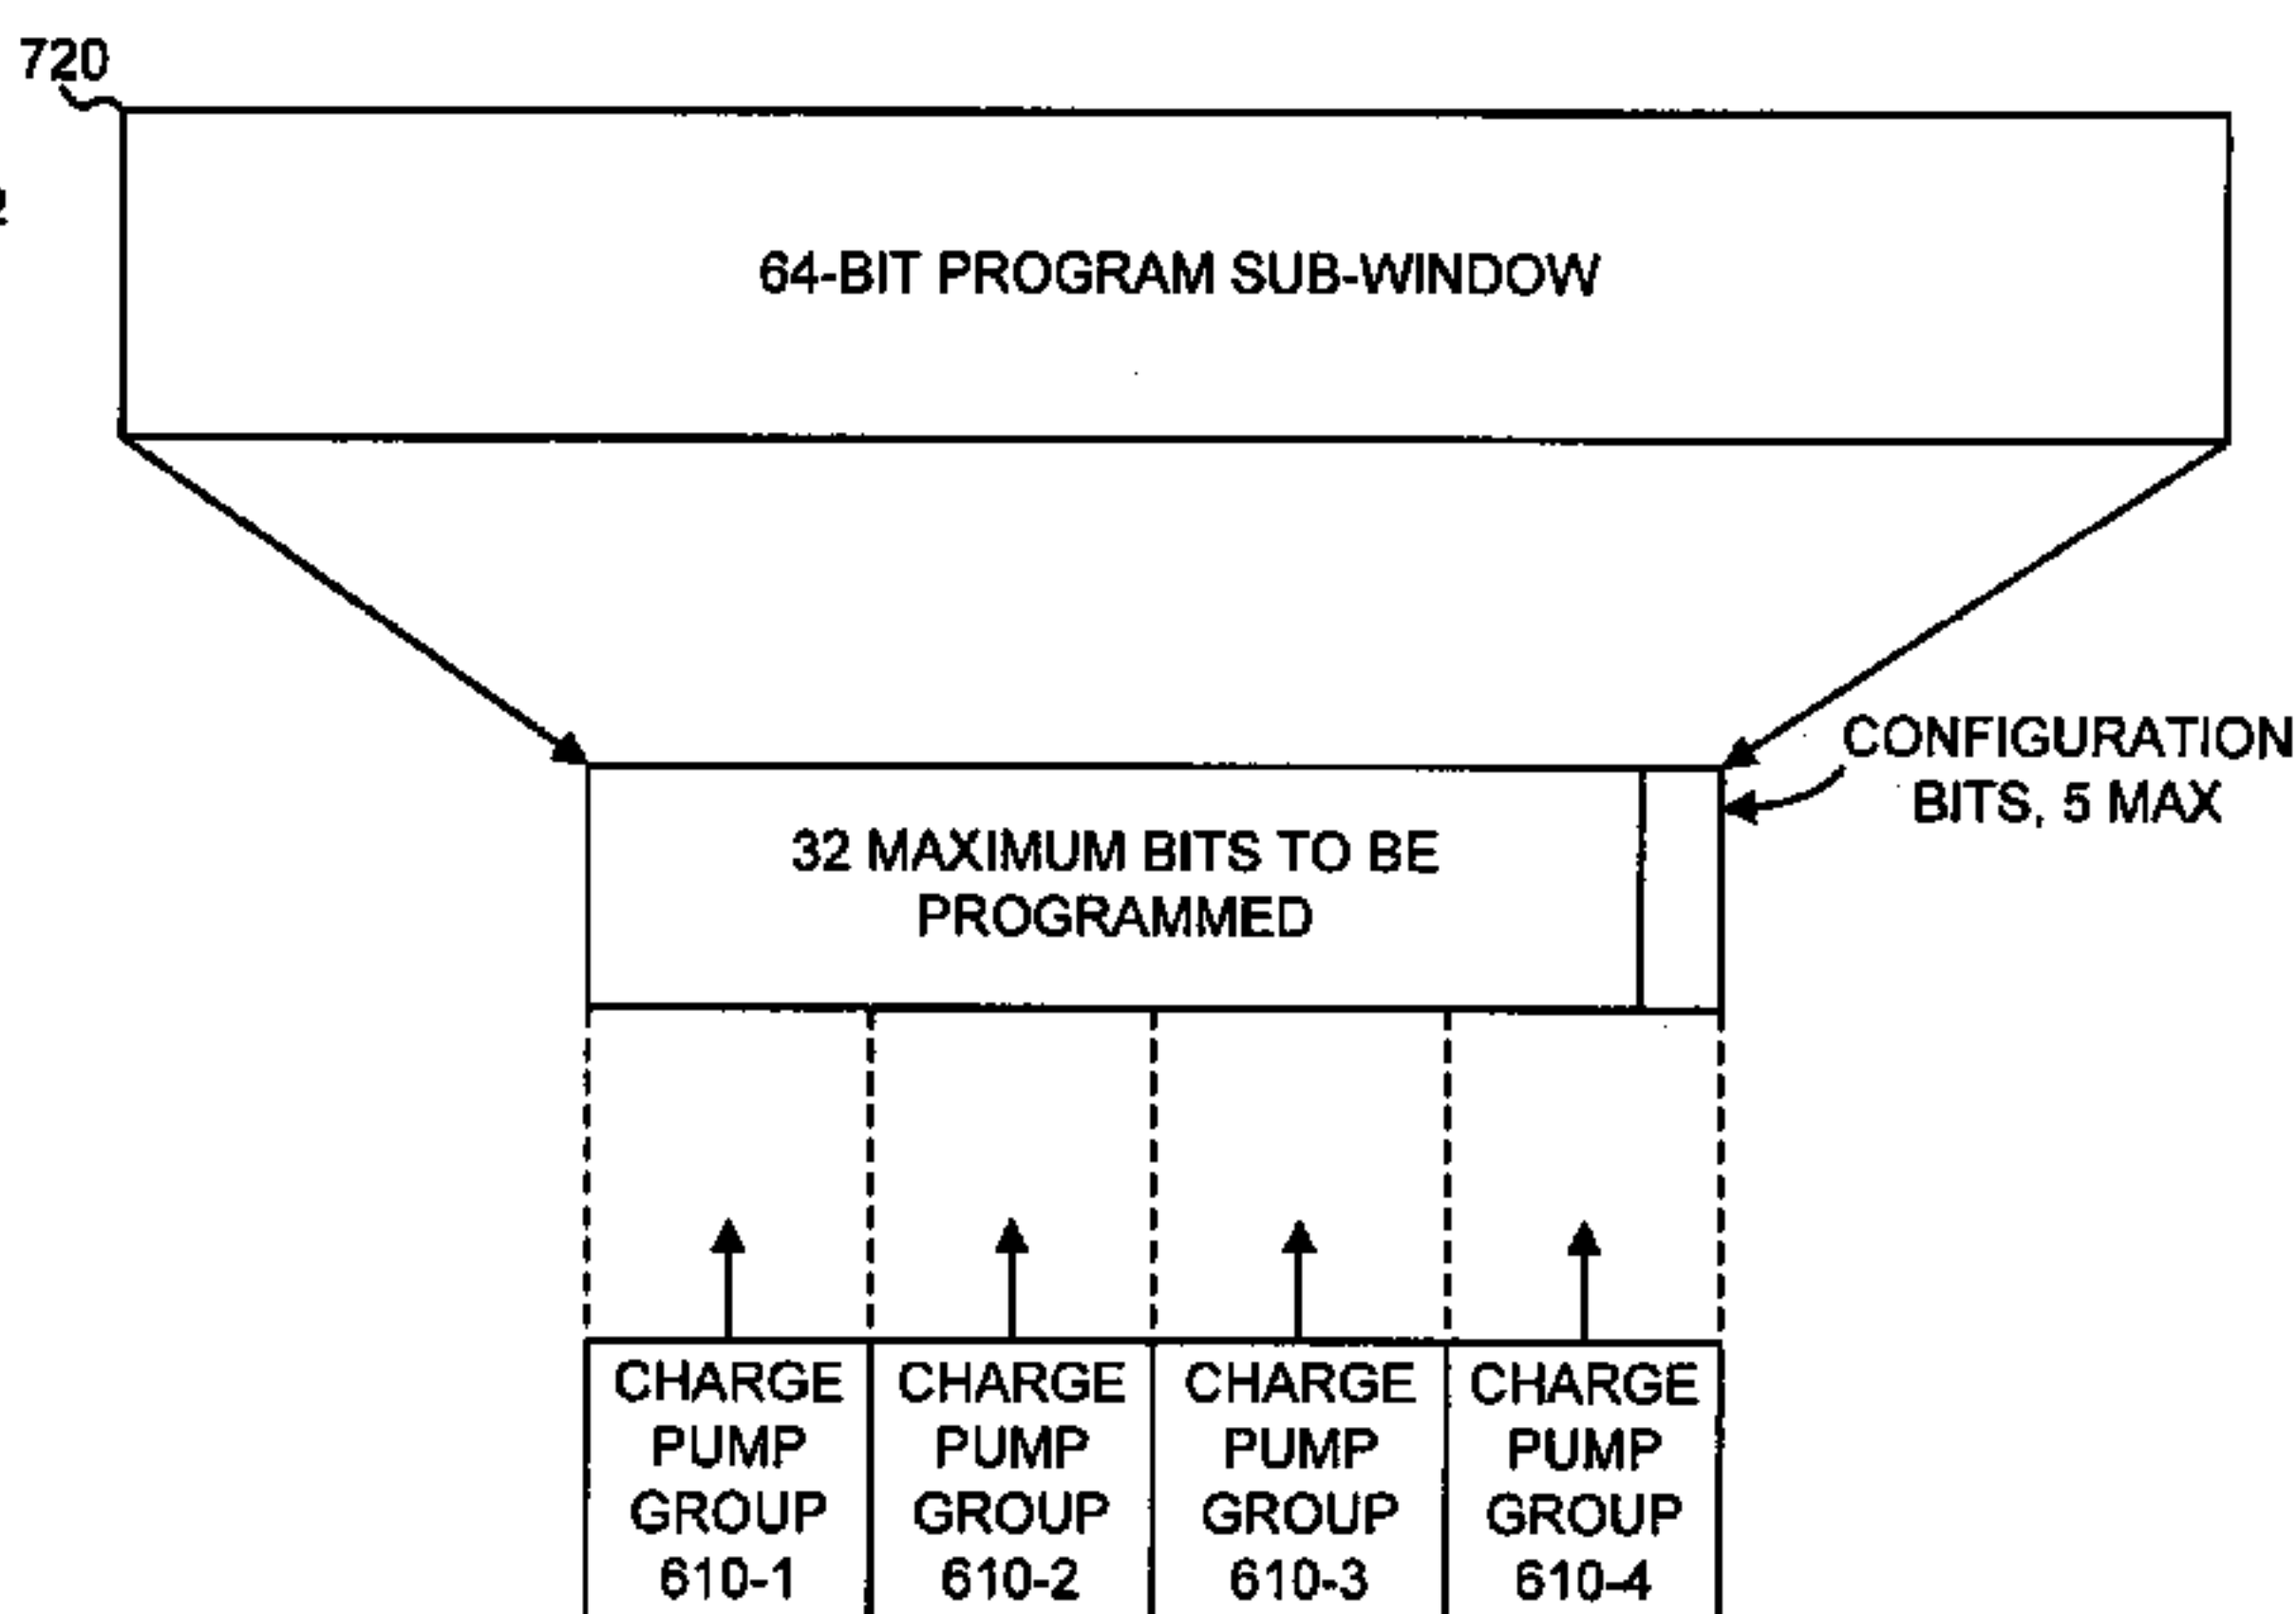 720
2
64-BIT PROGRAM SUB-WINDOW
CONFIGURATION
BITS, 5 MAX
32 MAXIMUM BITS TO BE
PROGRAMMED
CHARGE
PUMP
GROUP
610-1
CHARGE
PUMP
GROUP
610-2
CHARGE
PUMP
GROUP
610-3
CHARGE
PUMP
GROUP
610-4